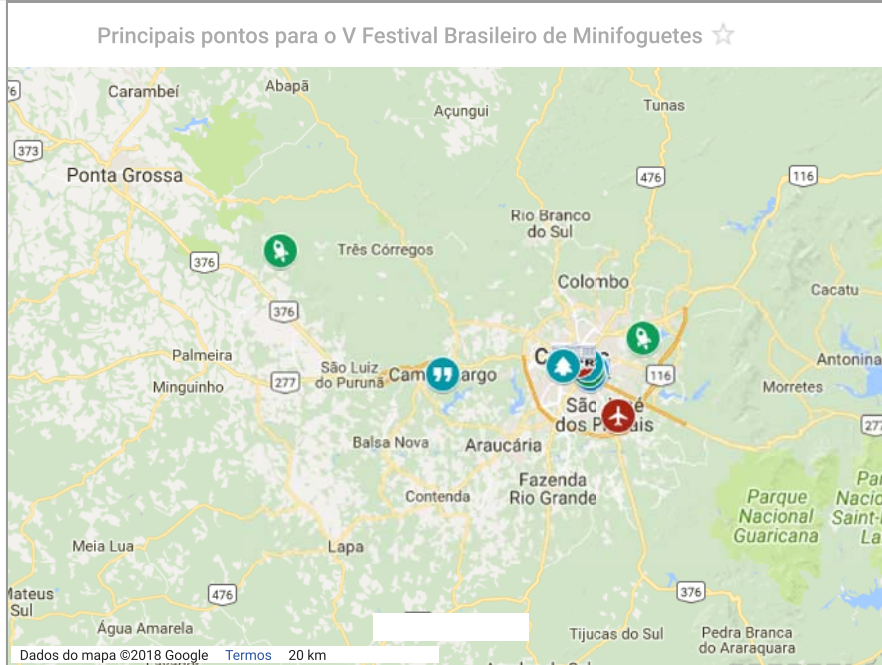 Principais pontos para o V Festival Brasileiro de Minifoguetes
Carambeí
Abapã
Açungui
Tunas
373
Ponta Grossa
476
116
Rio Branco
do Sul
376
Três Córregos
Colombo
Cacatu
376
Palmeira
São Luiz
do Purunã
Minguinho
277
116
Antonina
Morretes
São José
dos Pinhais
277
Balsa Nova
Araucária
Fazenda
Rio Grande
Contenda
Parque
Nacional
Guaricana
Meia Lua
Lapa
476
376
Mateus
Sul
Água Amarela
Tijucas do Sul
Pedra Branca
do Araraquara
Dados do mapa ©2018 Google
Termos
20 km